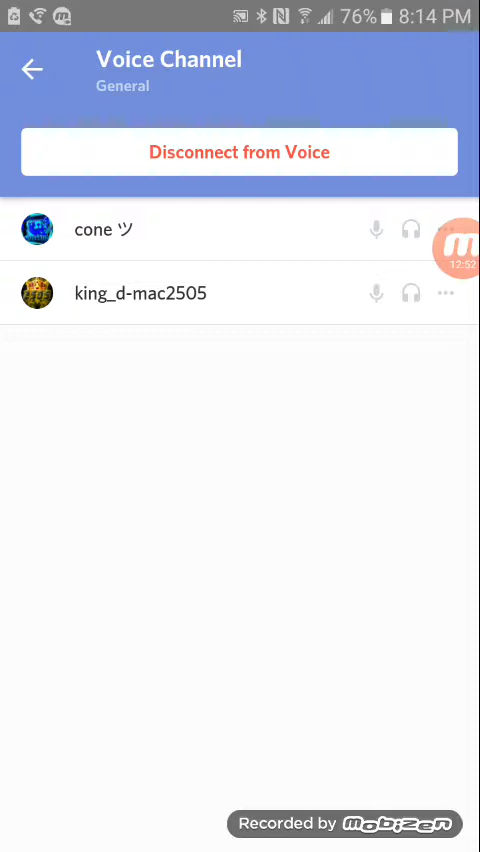 76% 8:14 PM
Voice Channel
General
Disconnect from Voice
cone ツ
12:52
king_d-mac2505
Recorded by mobizen